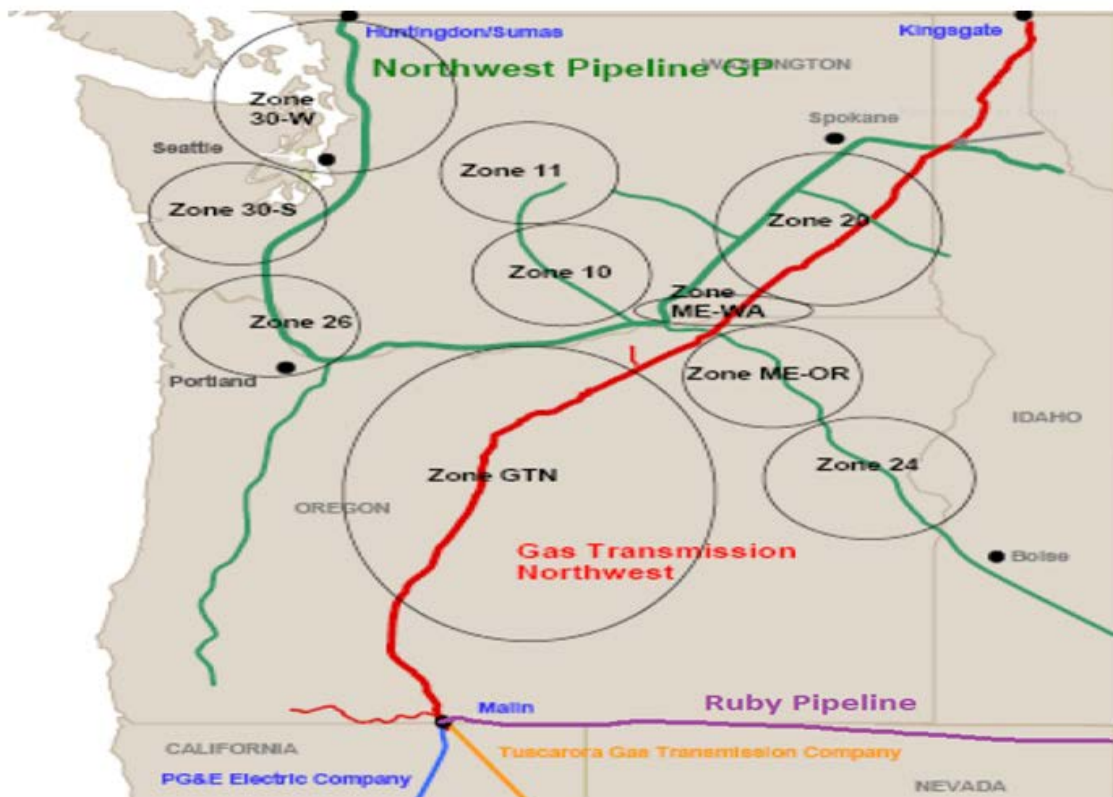 Huntingdon/Sumas
Kingsgate
Northwest Pipeline GP
WASHINGTON
Zone
30-W
Spokane
Seattle
Zone 11
Zone 30-S
Zone 20
Zone 10
Zone
ME-WA
Zone 26
Portland
Zone ME-OR
IDAHO
Zone 24
Zone GTN
OREGON
Gas Transmission
Northwest
Boise
Malin
Ruby Pipeline
CALIFORNIA
Tuscarora Gas Transmission Company
PG&E Electric Company
NEVADA